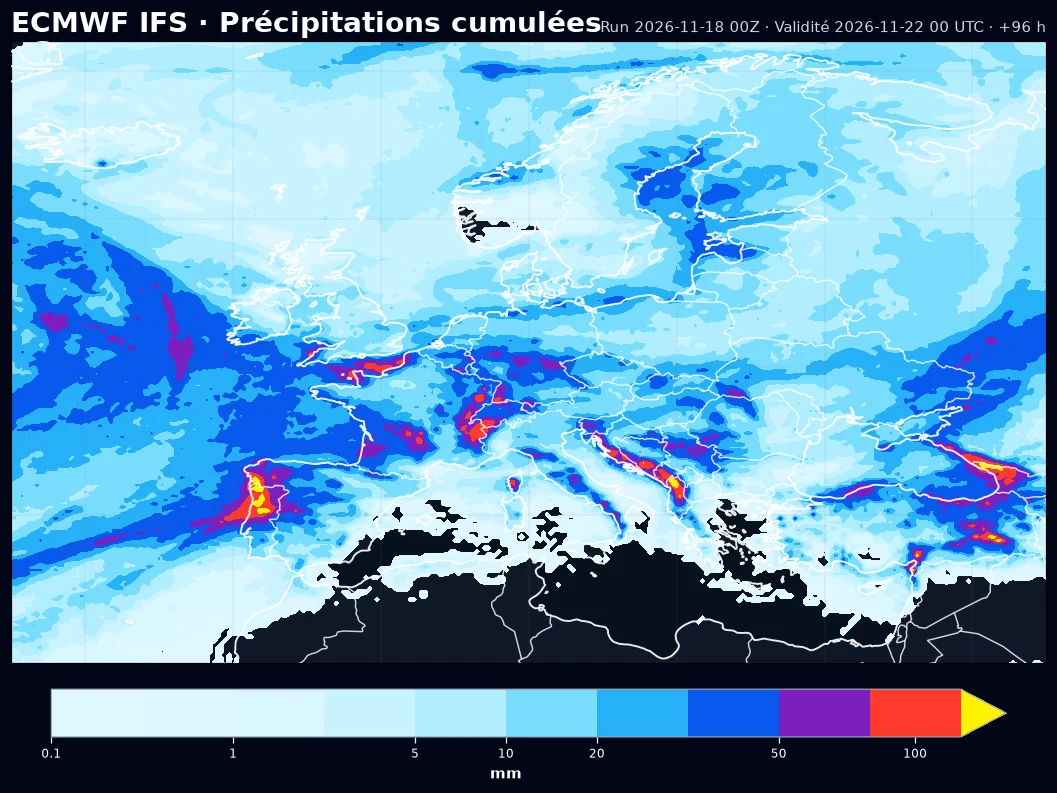 ECMWF IFS · Précipitations cumulées
Run 2026-11-18 00Z · Validité 2026-11-22 00 UTC · +96 h
0.1 1 5 10 20 50 100
mm